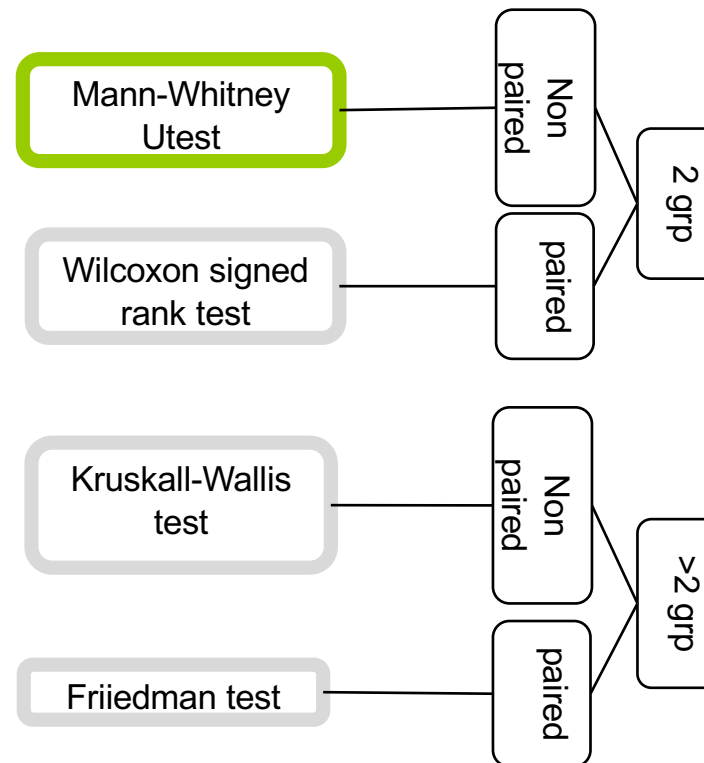 Mann-Whitney
Utest
Non
paired
2 grp
Wilcoxon signed
rank test
paired
Kruskall-Wallis
test
Non
paired
>2 grp
Friiedman test
paired